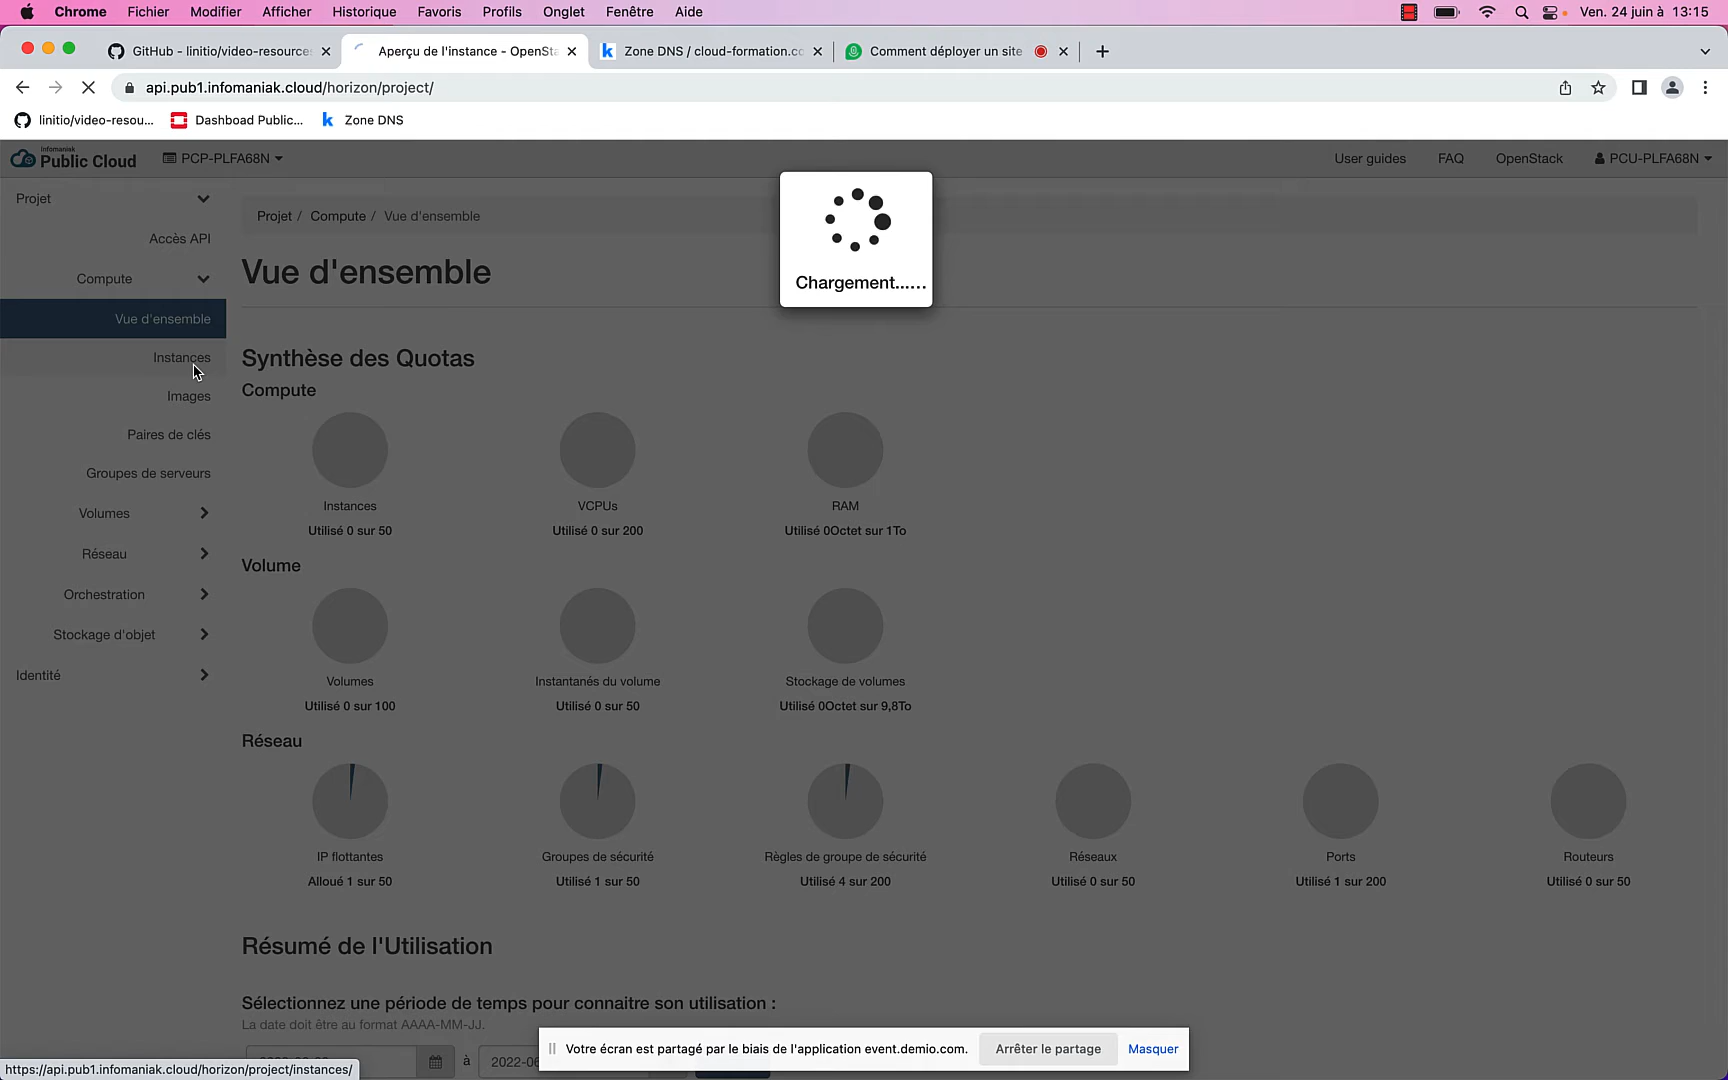 Chrome Fichier Modifier Afficher Historique Favoris Profils Onglet Fenêtre Aide Ven. 24 juin à 13:15
GitHub - linitio/video-resources Aperçu de l'instance - OpenSta Zone DNS / cloud-formation.co Comment déployer un site
api.pub1.infomaniak.cloud/horizon/project/
linitio/video-resou... Dashboad Public... Zone DNS
Infomaniak
Public Cloud PCP-PLFA68N User guides FAQ OpenStack PCU-PLFA68N
Projet
Accès API
Compute
Vue d'ensemble
Instances
Images
Paires de clés
Groupes de serveurs
Volumes
Réseau
Orchestration
Stockage d'objet
Identité
Projet / Compute / Vue d'ensemble
Chargement......
Vue d'ensemble
Synthèse des Quotas
Compute
Instances VCPUs RAM
Utilisé 0 sur 50 Utilisé 0 sur 200 Utilisé 0Octet sur 1To
Volume
Volumes Instantanés du volume Stockage de volumes
Utilisé 0 sur 100 Utilisé 0 sur 50 Utilisé 0Octet sur 9,8To
Réseau
IP flottantes Groupes de sécurité Règles de groupe de sécurité Réseaux Ports Routeurs
Alloué 1 sur 50 Utilisé 1 sur 50 Utilisé 4 sur 200 Utilisé 0 sur 50 Utilisé 1 sur 200 Utilisé 0 sur 50
Résumé de l'Utilisation
Sélectionnez une période de temps pour connaitre son utilisation :
La date doit être au format AAAA-MM-JJ.
à 2022-06
Votre écran est partagé par le biais de l'application event.demio.com. Arrêter le partage Masquer
https://api.pub1.infomaniak.cloud/horizon/project/instances/